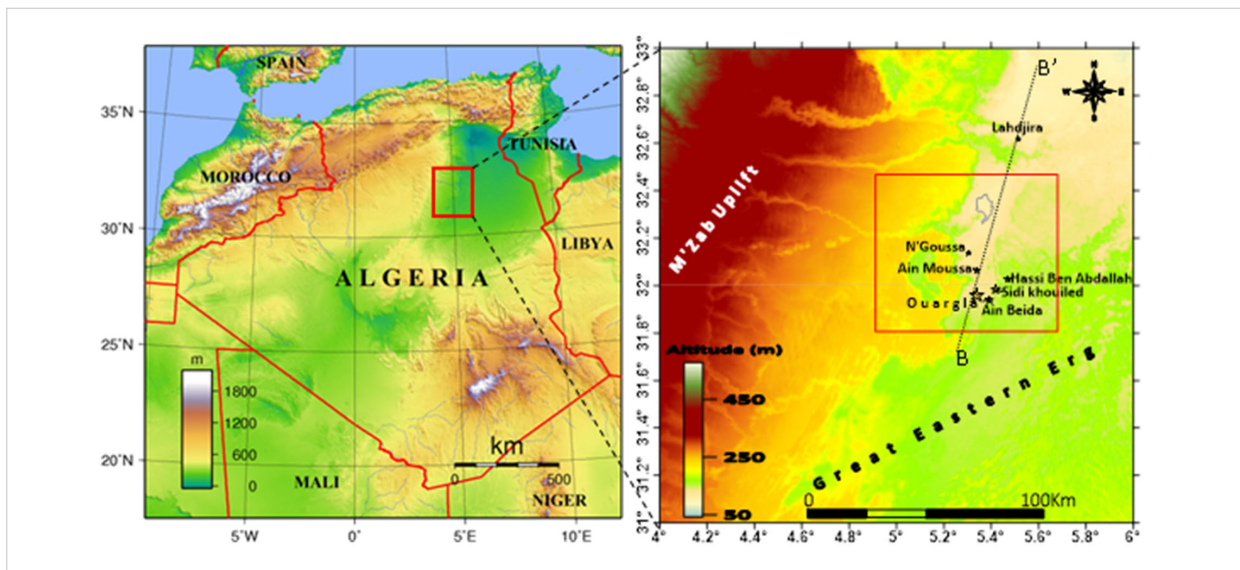 SPAIN
35°N
TUNISIA
MOROCCO
30°N
LIBYA
ALGERIA
25°N
m
1800
1200
600
0
km
0 500
20°N
MALI
NIGER
5°W 0° 5°E 10°E
33°
B'
W E
32.8°
Lahdjira
32.6°
M'Zab Uplift
32.4°
32.2°
N'Goussa
Ain Moussa
Hassi Ben Abdallah
32°
Sidi khouiled
Ouargla
Ain Beida
31.8°
Altitude (m)
B
31.6°
450
Great Eastern Erg
31.4°
250
31.2°
0 100Km
50
31°
4° 4.2° 4.4° 4.6° 4.8° 5° 5.2° 5.4° 5.6° 5.8° 6°